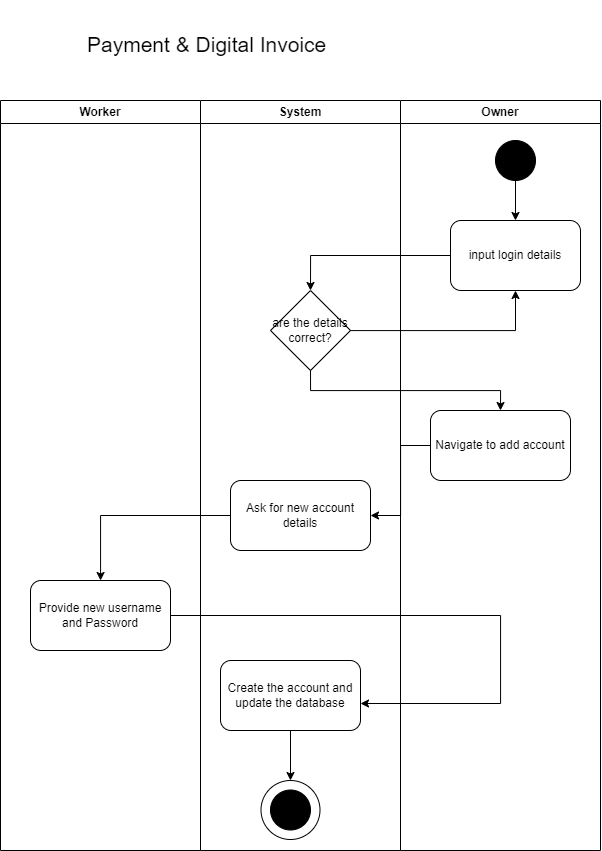 Payment & Digital Invoice
Worker
System
Owner
input login details
are the details
correct?
Navigate to add account
Ask for new account
details
Provide new username
and Password
Create the account and
update the database